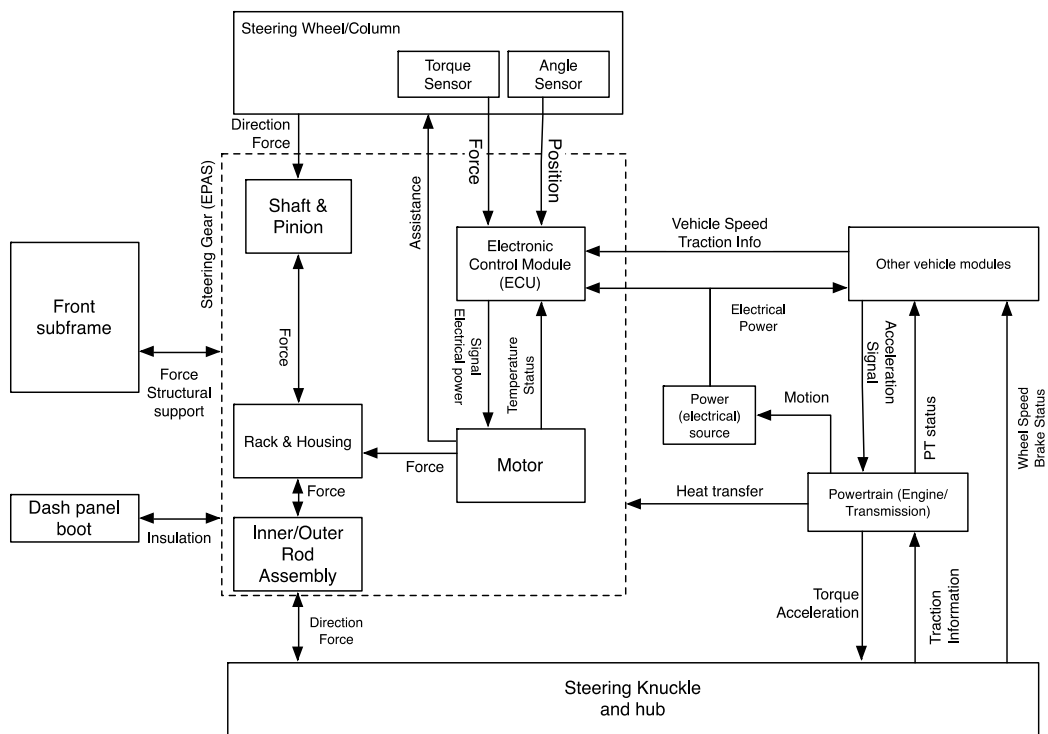 Steering Wheel/Column
Torque
Sensor
Angle
Sensor
Direction
Force
Force
Position
Steering Gear (EPAS)
Shaft &
Pinion
Assistance
Electronic
Control Module
(ECU)
Vehicle Speed
Traction Info
Other vehicle modules
Front
subframe
Force
Structural
support
Force
Signal
Electrical power
Temperature
Status
Electrical
Power
Acceleration
Signal
PT status
Wheel Speed
Brake Status
Power
(electrical)
source
Motion
Rack & Housing
Force
Motor
Force
Heat transfer
Powertrain (Engine/
Transmission)
Dash panel
boot
Insulation
Inner/Outer
Rod
Assembly
Direction
Force
Torque
Acceleration
Traction
Information
Steering Knuckle
and hub